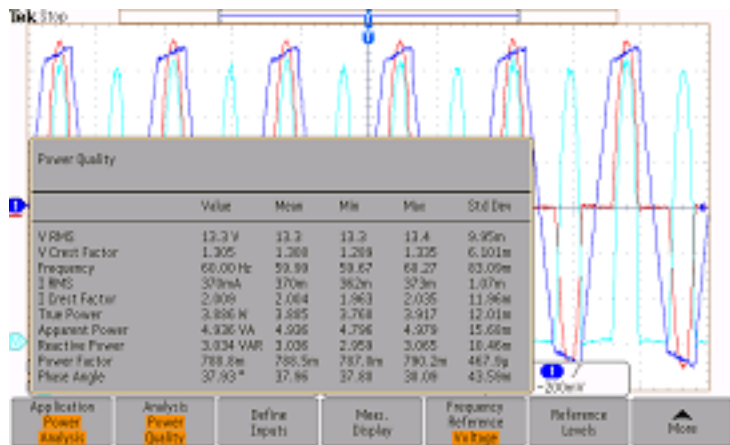 Tek Stop
Power Quality
Value Mean Min Max Std Dev
V RMS 13.3 V 13.3 13.3 13.4 9.95m
V Crest Factor 1.305 1.300 1.289 1.335 6.101m
Frequency 60.00 Hz 59.99 59.67 60.27 83.09m
I RMS 370mA 370m 362m 373m 1.07m
I Crest Factor 2.009 2.004 1.963 2.035 11.96m
True Power 3.886 W 3.885 3.768 3.917 12.01m
Apparent Power 4.936 VA 4.936 4.796 4.979 15.60m
Reactive Power 3.034 VAR 3.036 2.959 3.065 10.46m
Power Factor 788.8m 788.5m 787.0m 790.2m 467.9µ
Phase Angle 37.93 ° 37.96 37.80 38.09 43.59m
1
-200mV
Application Power Analysis
Analysis Power Quality
Define Inputs
Meas. Display
Frequency Reference Voltage
Reference Levels
More